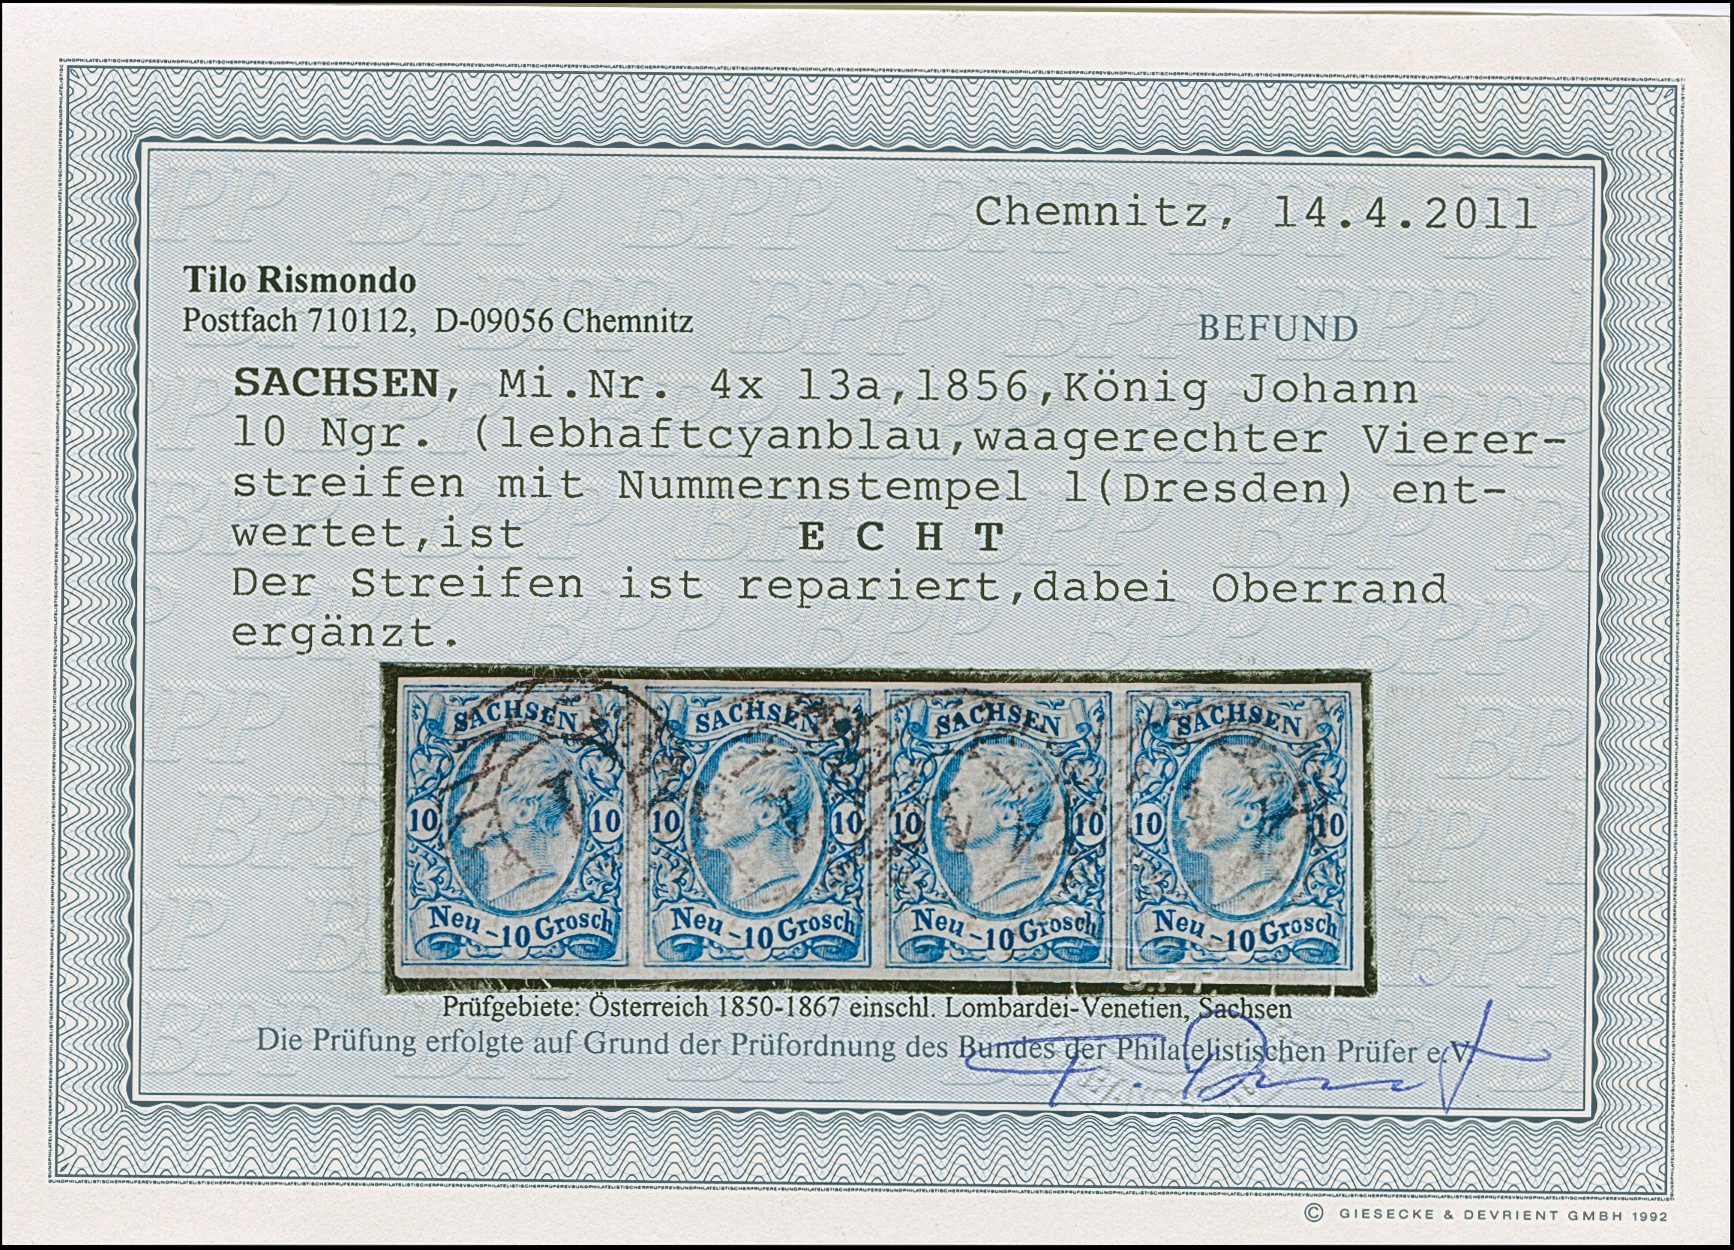 Chemnitz, 14.4.2011
Tilo Rismondo
Postfach 710112, D-09056 Chemnitz
BEFUND
SACHSEN, Mi.Nr. 4x 13a,1856,König Johann
10 Ngr. (lebhaftcyanblau,waagerechter Vierer-
streifen mit Nummernstempel 1(Dresden) ent-
wertet,ist E C H T
Der Streifen ist repariert,dabei Oberrand
ergänzt.
SACHSEN SACHSEN SACHSEN SACHSEN
10 10 10 10 10 10 10 10
Neu-10 Grosch Neu-10 Grosch Neu-10 Grosch Neu-10 Grosch
Prüfgebiete: Österreich 1850-1867 einschl. Lombardei-Venetien, Sachsen
Die Prüfung erfolgte auf Grund der Prüfordnung des Bundes der Philatelistischen Prüfer e.V.
© GIESECKE & DEVRIENT GMBH 1992